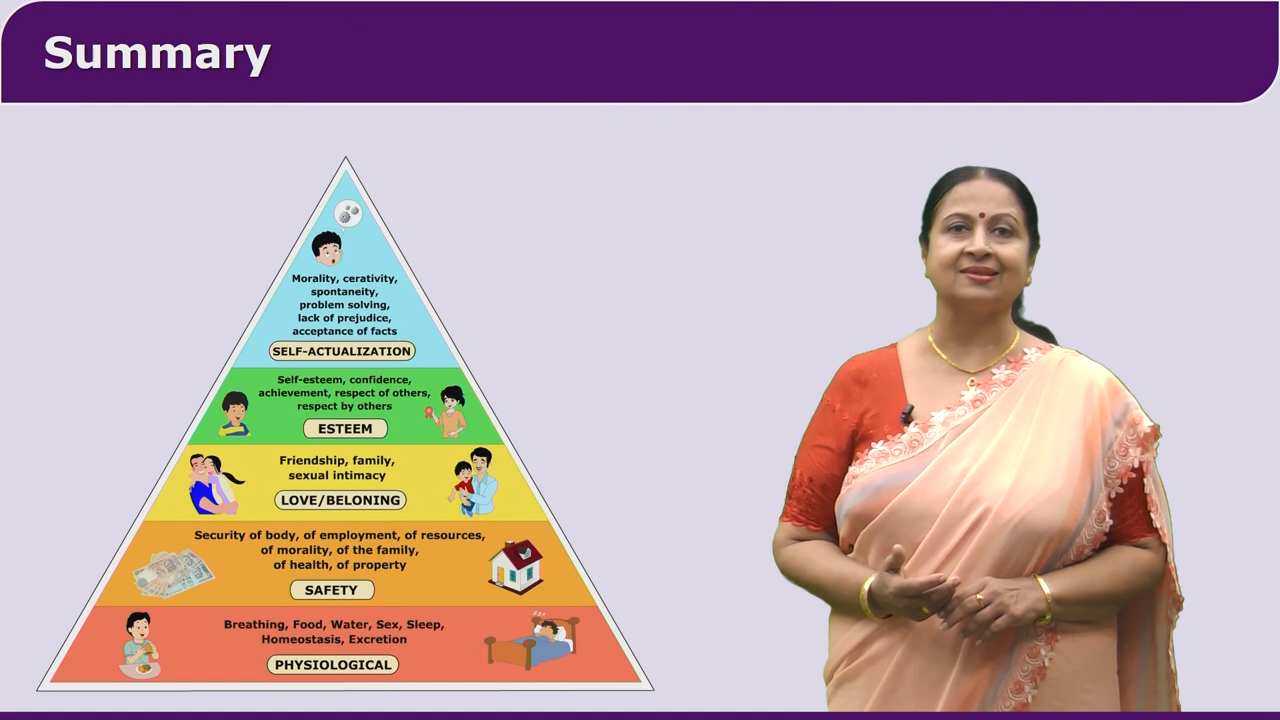 Summary
Morality, cerativity,
spontaneity,
problem solving,
lack of prejudice,
acceptance of facts
SELF-ACTUALIZATION
Self-esteem, confidence,
achievement, respect of others,
respect by others
ESTEEM
Friendship, family,
sexual intimacy
LOVE/BELONING
Security of body, of employment, of resources,
of morality, of the family,
of health, of property
SAFETY
Breathing, Food, Water, Sex, Sleep,
Homeostasis, Excretion
PHYSIOLOGICAL